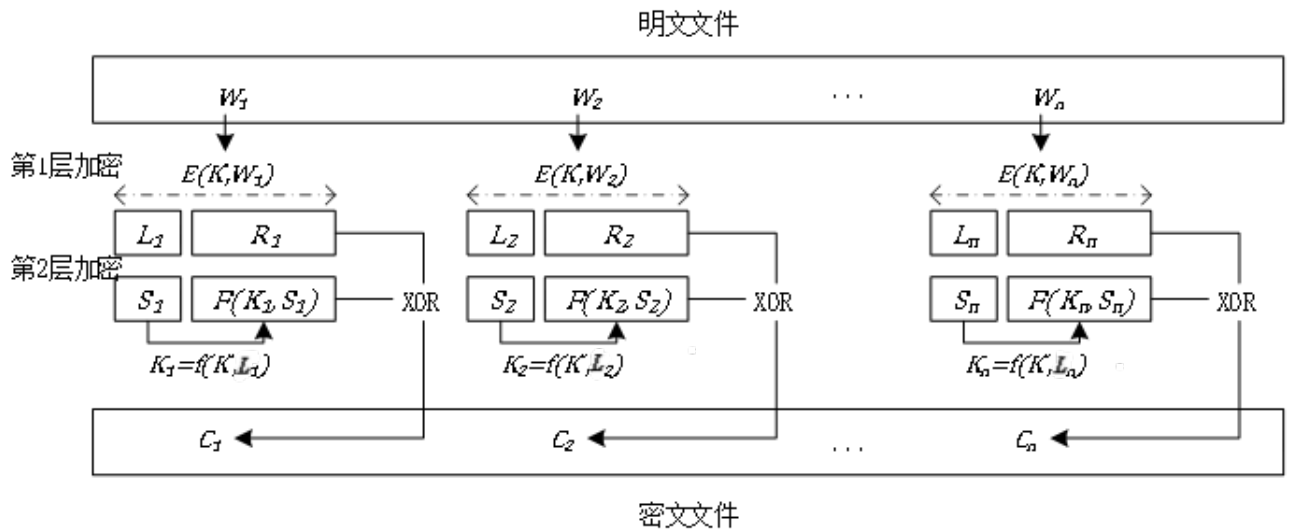 明文文件
W₁ W₂ ... Wₙ
第1层加密
E(K,W₁) E(K,W₂) E(K,Wₙ)
L₁ R₁ L₂ R₂ Lₙ Rₙ
第2层加密
S₁ F(K₁,S₁) XOR S₂ F(K₂,S₂) XOR Sₙ F(Kₙ,Sₙ) XOR
K₁=f(K,L₁) K₂=f(K,L₂) Kₙ=f(K,Lₙ)
C₁ C₂ ... Cₙ
密文文件